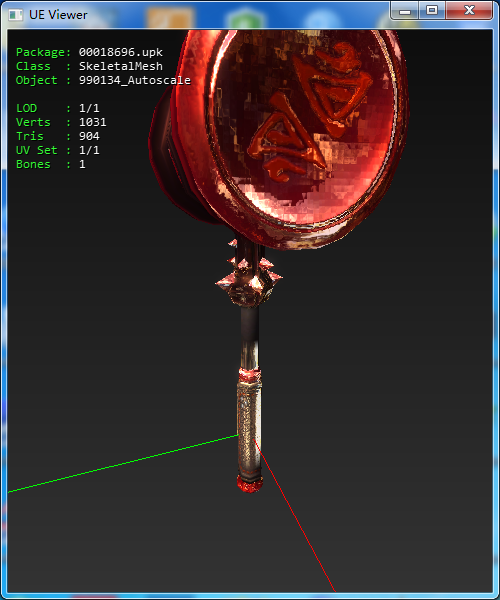 UE Viewer
Package: 00018696.upk
Class : SkeletalMesh
Object : 990134_Autoscale
LOD : 1/1
Verts : 1031
Tris : 904
UV Set : 1/1
Bones : 1